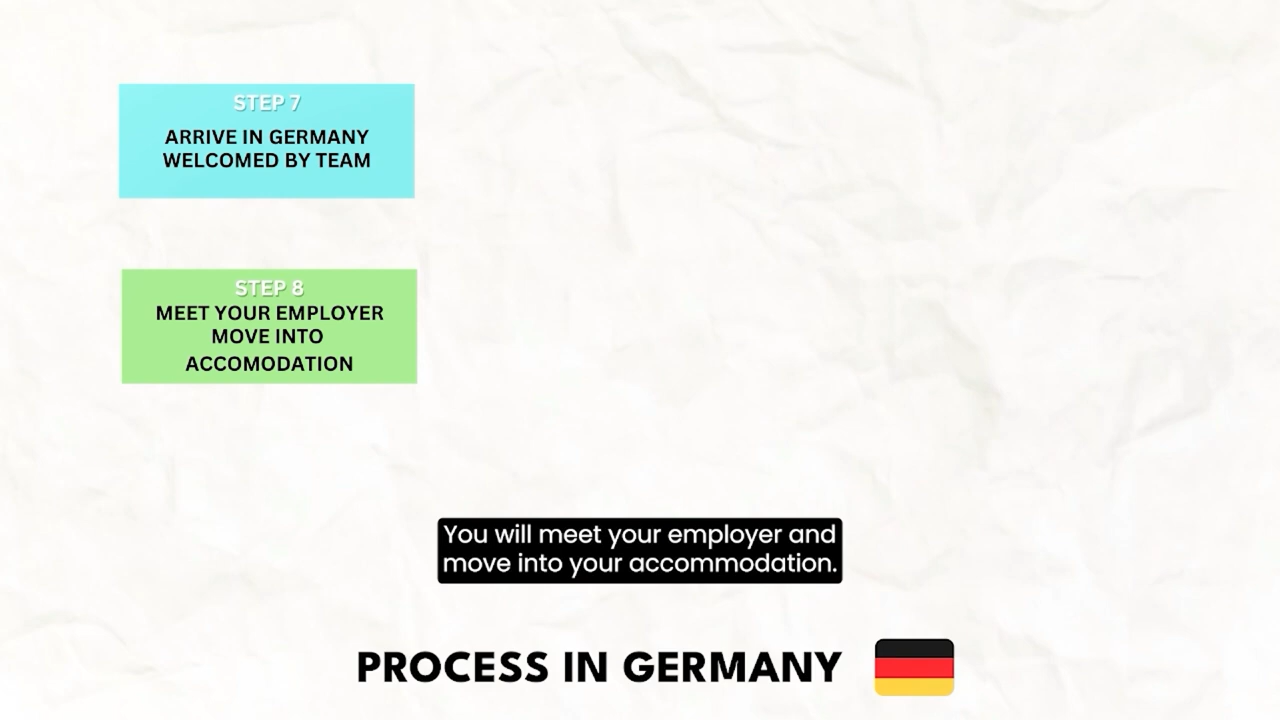 STEP 7
ARRIVE IN GERMANY
WELCOMED BY TEAM
STEP 8
MEET YOUR EMPLOYER
MOVE INTO
ACCOMODATION
You will meet your employer and
move into your accommodation.
PROCESS IN GERMANY